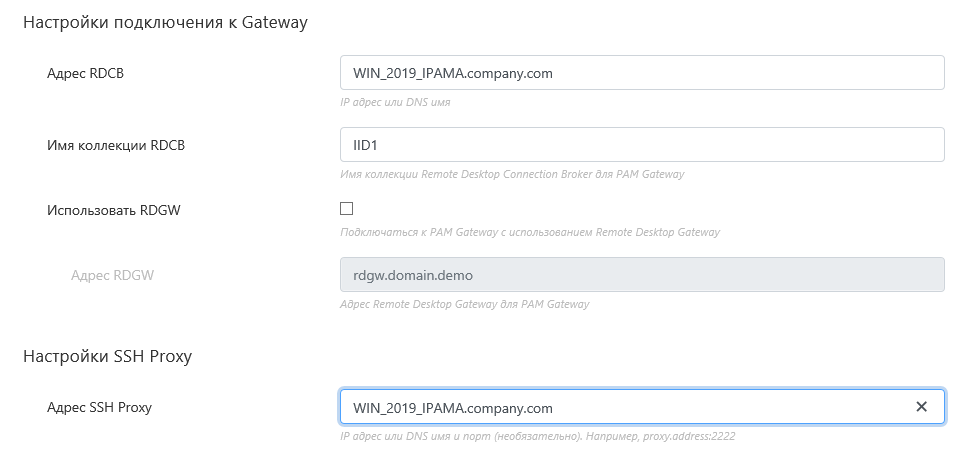 Настройки подключения к Gateway
Адрес RDCB
WIN_2019_IPAMA.company.com
IP адрес или DNS имя
Имя коллекции RDCB
IID1
Имя коллекции Remote Desktop Connection Broker для PAM Gateway
Использовать RDGW
Подключаться к PAM Gateway с использованием Remote Desktop Gateway
Адрес RDGW
rdgw.domain.demo
Адрес Remote Desktop Gateway для PAM Gateway
Настройки SSH Proxy
Адрес SSH Proxy
WIN_2019_IPAMA.company.com
IP адрес или DNS имя и порт (необязательно). Например, proxy.address:2222